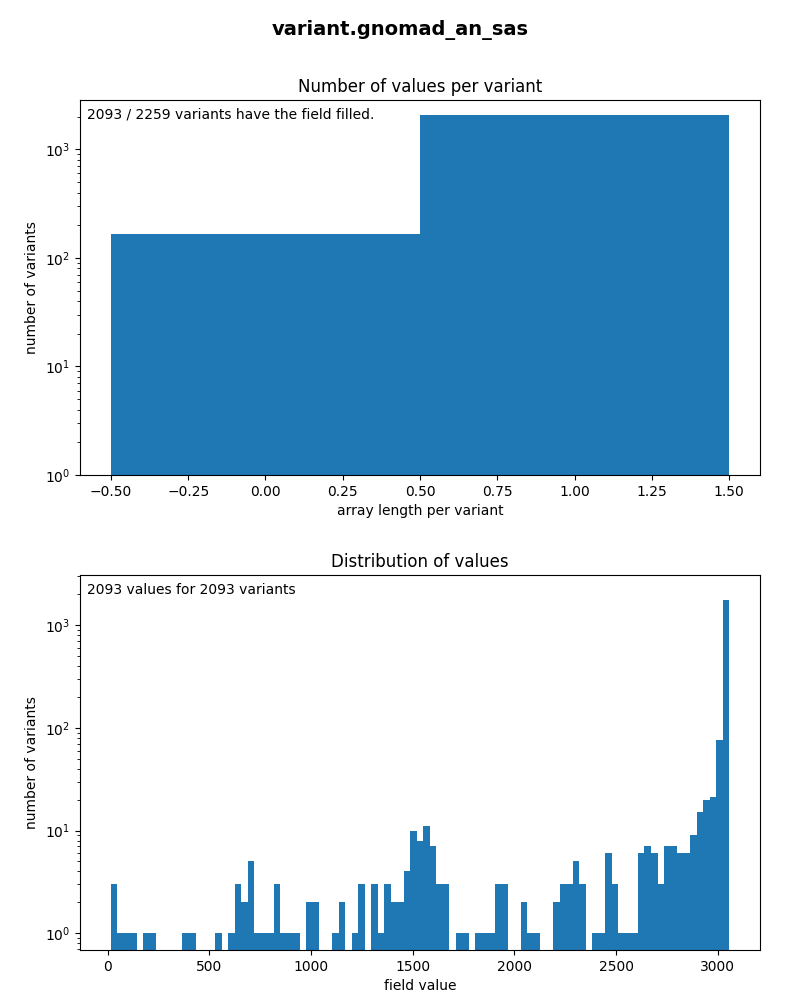 variant.gnomad_an_sas
Number of values per variant
2093 / 2259 variants have the field filled.
number of variants
10³
10²
10¹
10⁰
−0.50 −0.25 0.00 0.25 0.50 0.75 1.00 1.25 1.50
array length per variant
Distribution of values
2093 values for 2093 variants
number of variants
10³
10²
10¹
10⁰
0 500 1000 1500 2000 2500 3000
field value